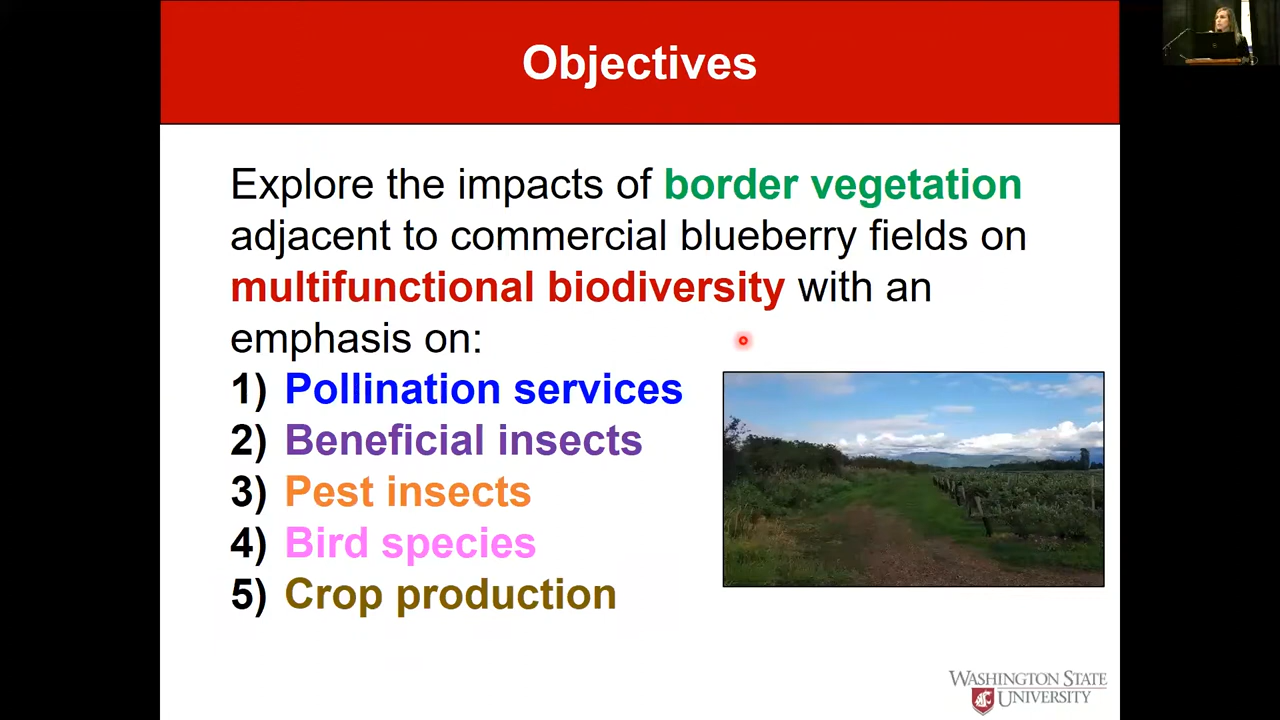 Objectives
Explore the impacts of border vegetation
adjacent to commercial blueberry fields on
multifunctional biodiversity with an
emphasis on:
1) Pollination services
2) Beneficial insects
3) Pest insects
4) Bird species
5) Crop production
WASHINGTON STATE
UNIVERSITY